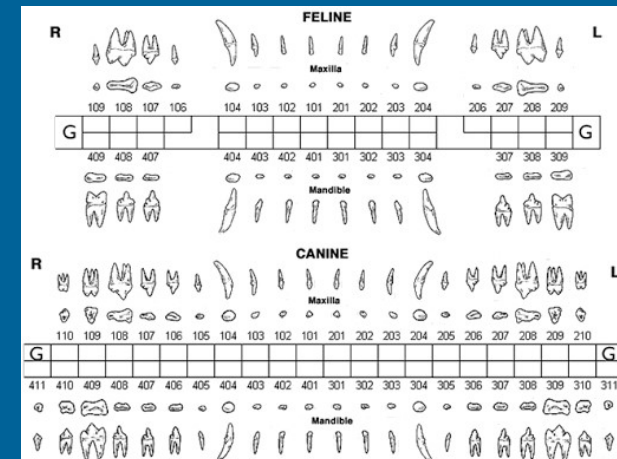 FELINE
R L
Maxilla
109 108 107 106 104 103 102 101 201 202 203 204 206 207 208 209
G G
409 408 407 404 403 402 401 301 302 303 304 307 308 309
Mandible
CANINE
R L
Maxilla
110 109 108 107 106 105 104 103 102 101 201 202 203 204 205 206 207 208 209 210
G G
411 410 409 408 407 406 405 404 403 402 401 301 302 303 304 305 306 307 308 309 310 311
Mandible